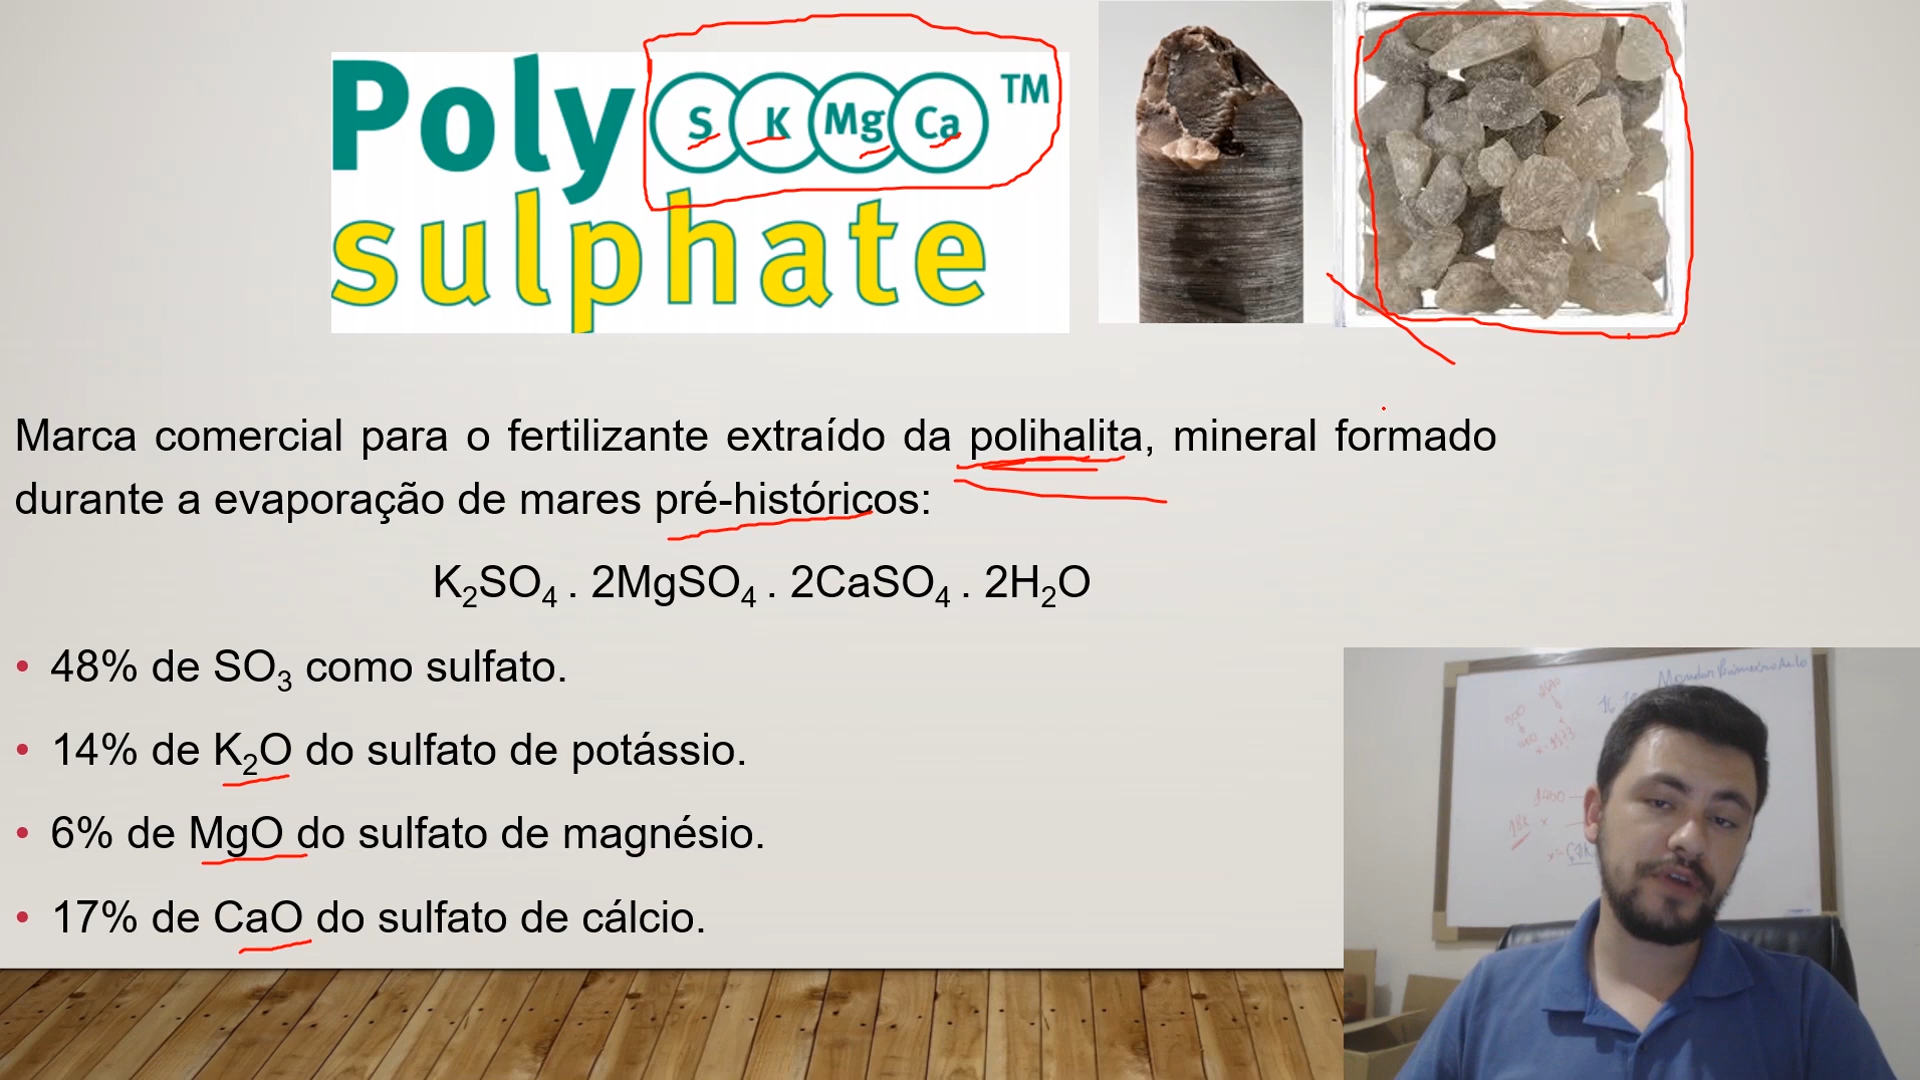 Poly S K Mg Ca TM
sulphate
Marca comercial para o fertilizante extraído da polihalita, mineral formado
durante a evaporação de mares pré-históricos:
K₂SO₄ . 2MgSO₄ . 2CaSO₄ . 2H₂O
• 48% de SO₃ como sulfato.
• 14% de K₂O do sulfato de potássio.
• 6% de MgO do sulfato de magnésio.
• 17% de CaO do sulfato de cálcio.